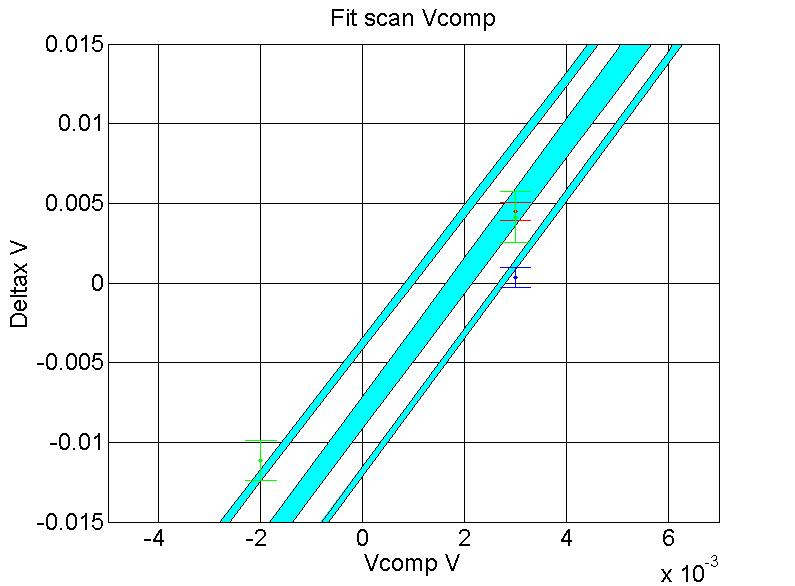 Fit scan Vcomp
0.015
0.01
0.005
0
-0.005
-0.01
-0.015
Deltax V
-4 -2 0 2 4 6
Vcomp V
x 10-3